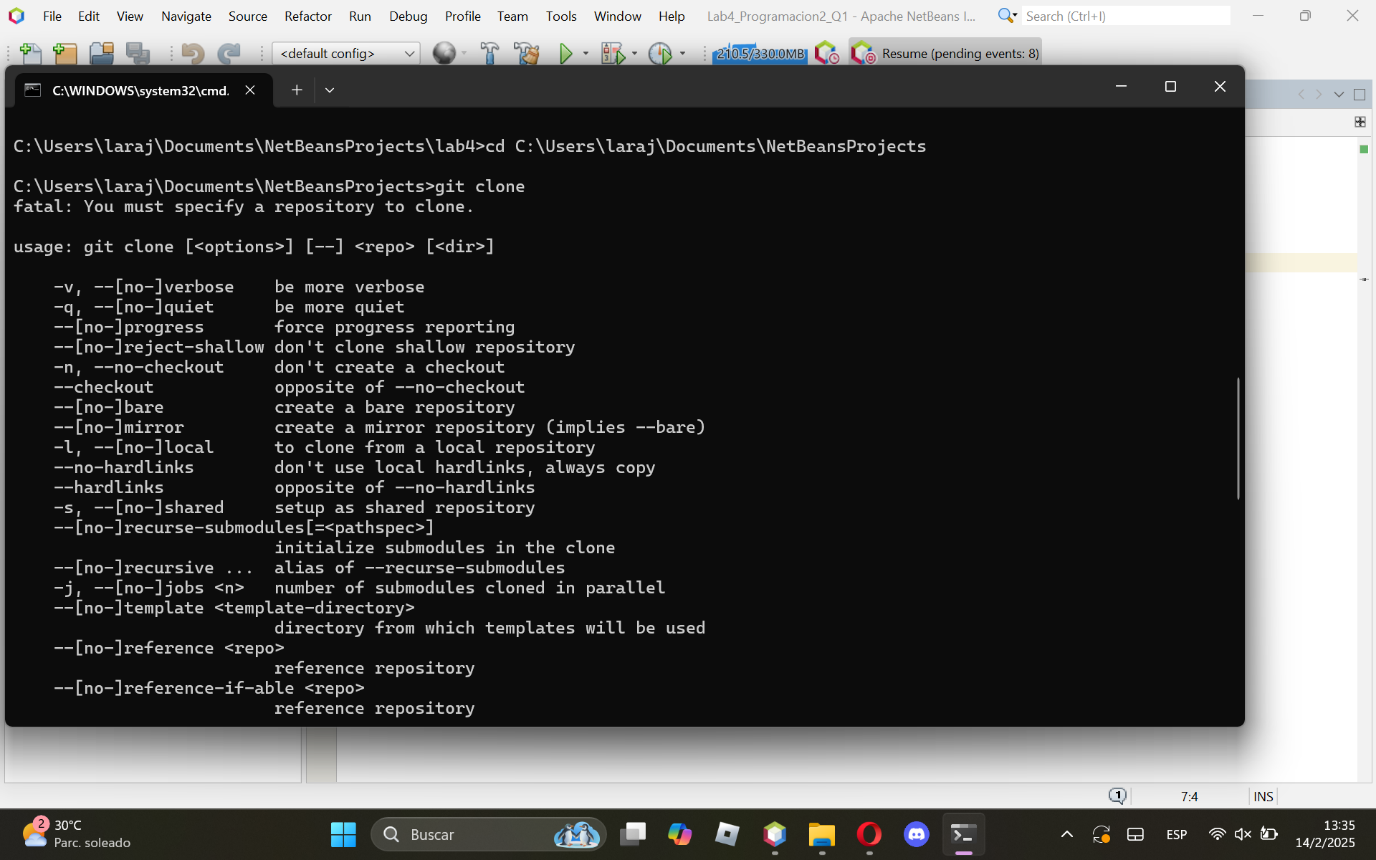 File Edit View Navigate Source Refactor Run Debug Profile Team Tools Window Help Lab4_Programacion2_Q1 - Apache NetBeans I... Search (Ctrl+I)
<default config> 210.5/330.0MB Resume (pending events: 8)
C:\WINDOWS\system32\cmd.
C:\Users\laraj\Documents\NetBeansProjects\lab4>cd C:\Users\laraj\Documents\NetBeansProjects
C:\Users\laraj\Documents\NetBeansProjects>git clone
fatal: You must specify a repository to clone.
usage: git clone [<options>] [--] <repo> [<dir>]
-v, --[no-]verbose be more verbose
-q, --[no-]quiet be more quiet
--[no-]progress force progress reporting
--[no-]reject-shallow don't clone shallow repository
-n, --no-checkout don't create a checkout
--checkout opposite of --no-checkout
--[no-]bare create a bare repository
--[no-]mirror create a mirror repository (implies --bare)
-l, --[no-]local to clone from a local repository
--no-hardlinks don't use local hardlinks, always copy
--hardlinks opposite of --no-hardlinks
-s, --[no-]shared setup as shared repository
--[no-]recurse-submodules[=<pathspec>]
initialize submodules in the clone
--[no-]recursive ... alias of --recurse-submodules
-j, --[no-]jobs <n> number of submodules cloned in parallel
--[no-]template <template-directory>
directory from which templates will be used
--[no-]reference <repo>
reference repository
--[no-]reference-if-able <repo>
reference repository
1 7:4 INS
2 30°C
Parc. soleado
Buscar
ESP
13:35
14/2/2025